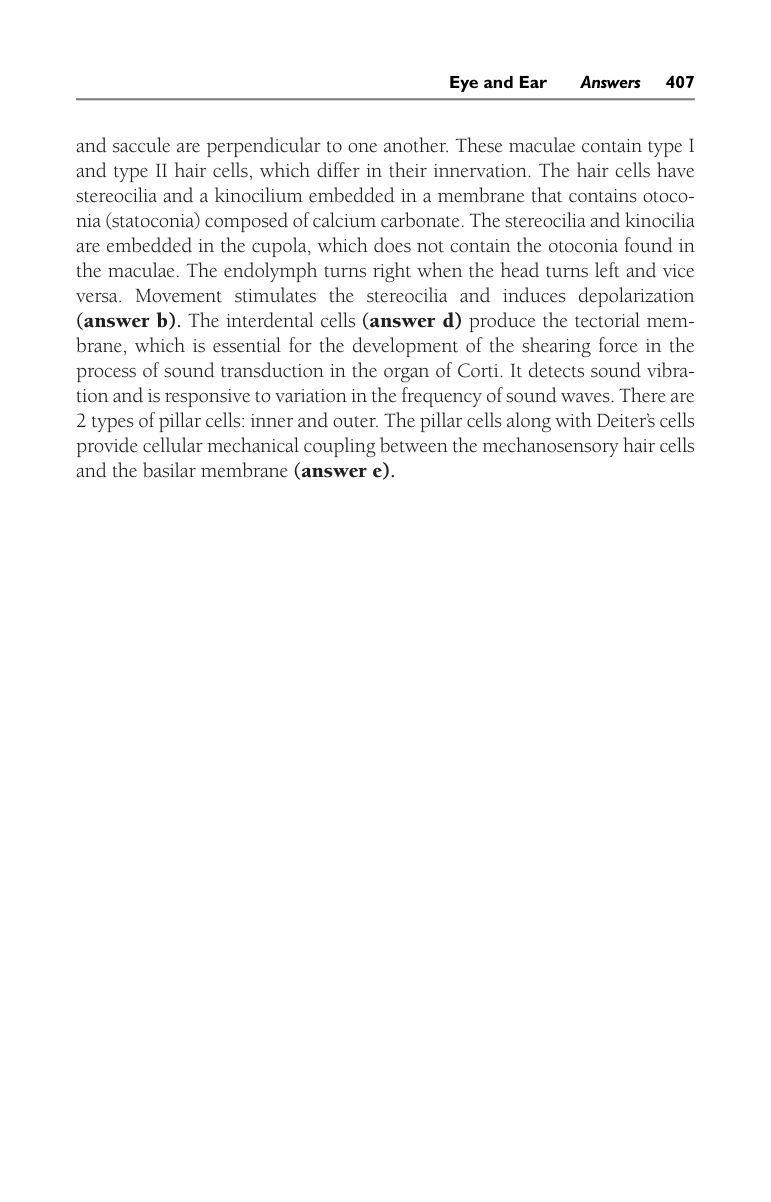 Eye and Ear Answers 407
and saccule are perpendicular to one another. These maculae contain type I
and type II hair cells, which differ in their innervation. The hair cells have
stereocilia and a kinocilium embedded in a membrane that contains otoco-
nia (statoconia) composed of calcium carbonate. The stereocilia and kinocilia
are embedded in the cupola, which does not contain the otoconia found in
the maculae. The endolymph turns right when the head turns left and vice
versa. Movement stimulates the stereocilia and induces depolarization
(answer b). The interdental cells (answer d) produce the tectorial mem-
brane, which is essential for the development of the shearing force in the
process of sound transduction in the organ of Corti. It detects sound vibra-
tion and is responsive to variation in the frequency of sound waves. There are
2 types of pillar cells: inner and outer. The pillar cells along with Deiter's cells
provide cellular mechanical coupling between the mechanosensory hair cells
and the basilar membrane (answer e).